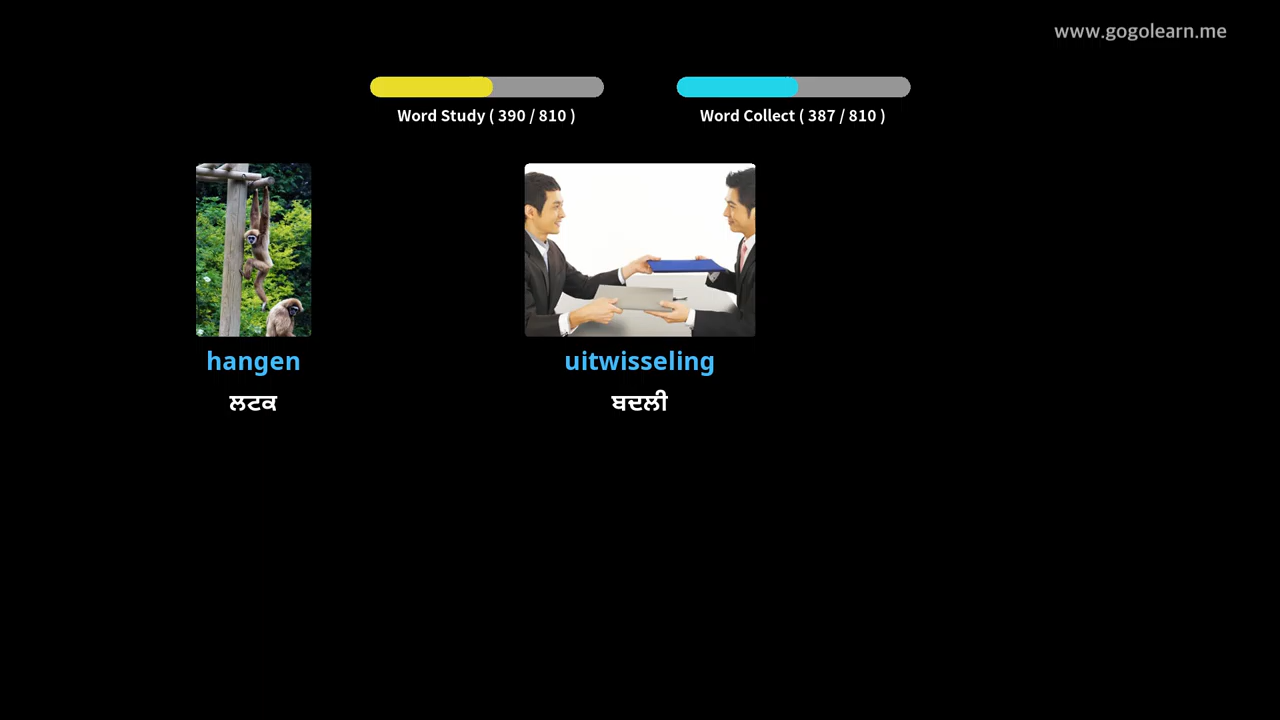 www.gogolearn.me
Word Study ( 390 / 810 )
Word Collect ( 387 / 810 )
hangen
ਲਟਕ
uitwisseling
ਬਦਲੀ